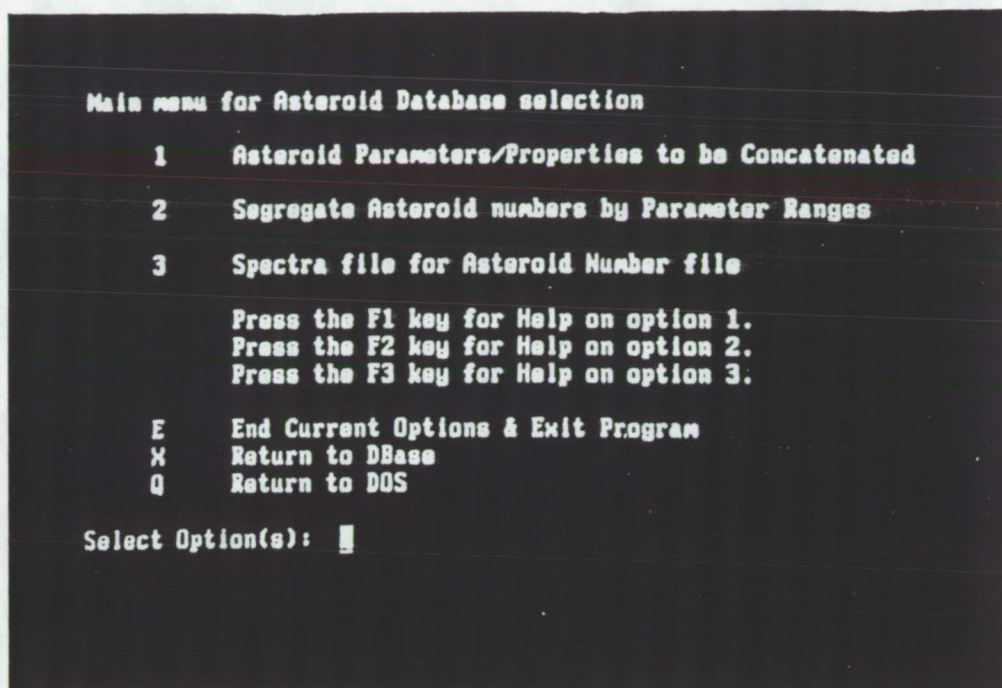 Main menu for Asteroid Database selection
1 Asteroid Parameters/Properties to be Concatenated
2 Segregate Asteroid numbers by Parameter Ranges
3 Spectra file for Asteroid Number file
Press the F1 key for Help on option 1.
Press the F2 key for Help on option 2.
Press the F3 key for Help on option 3.
E End Current Options & Exit Program
X Return to DBase
Q Return to DOS
Select Option(s):